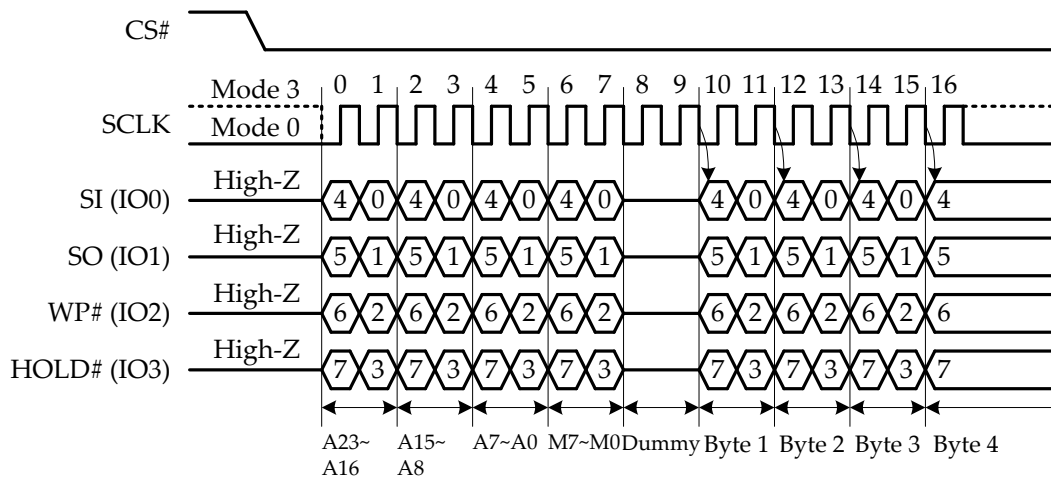 CS#
Mode 3 0 1 2 3 4 5 6 7 8 9 10 11 12 13 14 15 16
SCLK
Mode 0
High-Z
SI (IO0) 4 0 4 0 4 0 4 0 4 0 4 0 4 0 4
High-Z
SO (IO1) 5 1 5 1 5 1 5 1 5 1 5 1 5 1 5
High-Z
WP# (IO2) 6 2 6 2 6 2 6 2 6 2 6 2 6 2 6
High-Z
HOLD# (IO3) 7 3 7 3 7 3 7 3 7 3 7 3 7 3 7
A23~ A15~ A7~A0 M7~M0 Dummy Byte 1 Byte 2 Byte 3 Byte 4
A16 A8